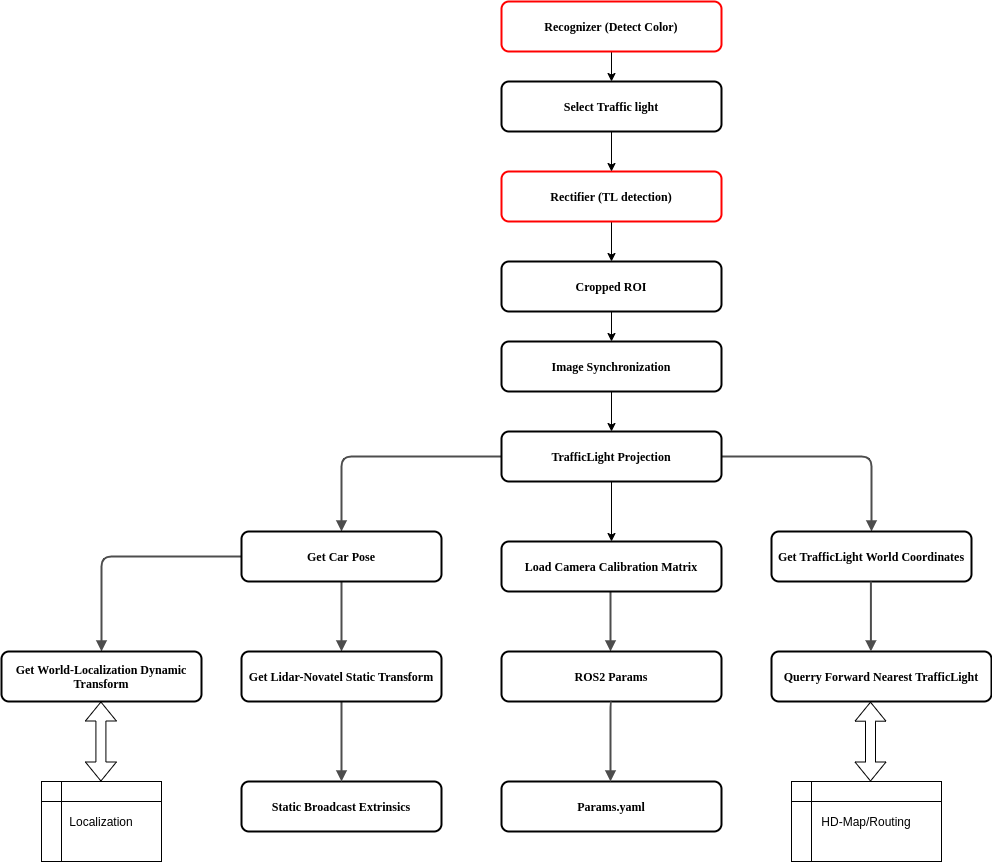 Recognizer (Detect Color)
Select Traffic light
Rectifier (TL detection)
Cropped ROI
Image Synchronization
TrafficLight Projection
Get Car Pose
Load Camera Calibration Matrix
Get TrafficLight World Coordinates
Get World-Localization Dynamic
Transform
Get Lidar-Novatel Static Transform
ROS2 Params
Querry Forward Nearest TrafficLight
Static Broadcast Extrinsics
Params.yaml
Localization
HD-Map/Routing